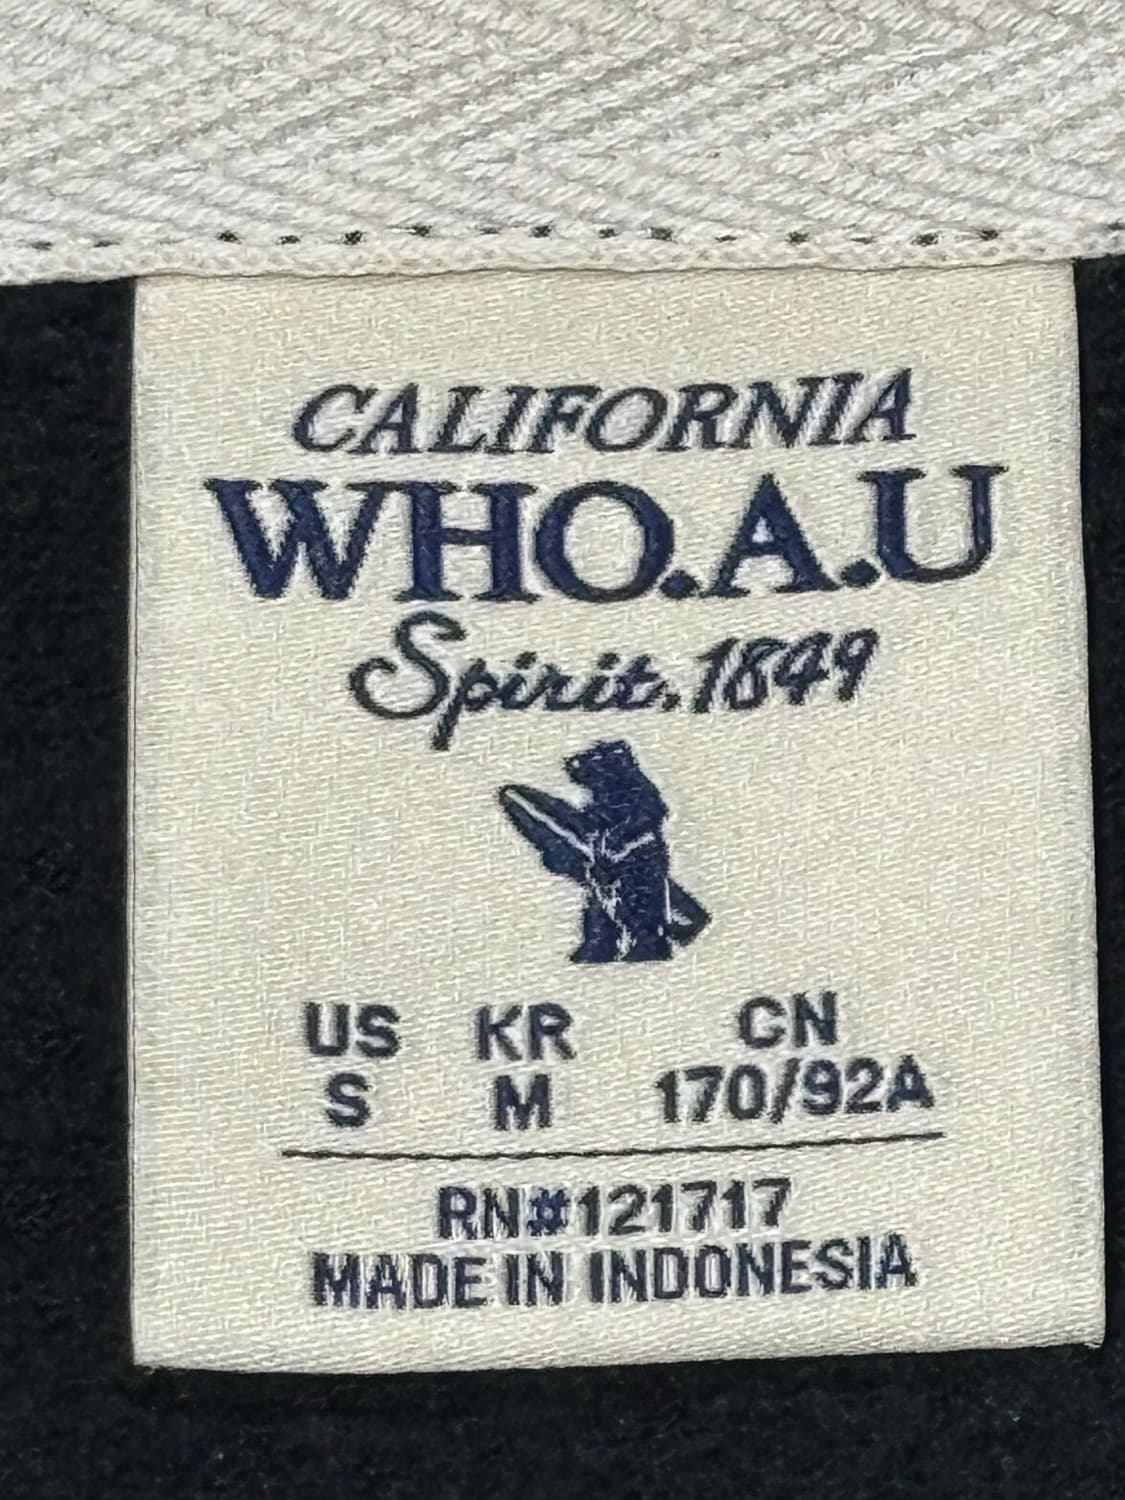 CALIFORNIA
WHO.A.U
Spirit.1849
US KR CN
S M 170/92A
RN#121717
MADE IN INDONESIA